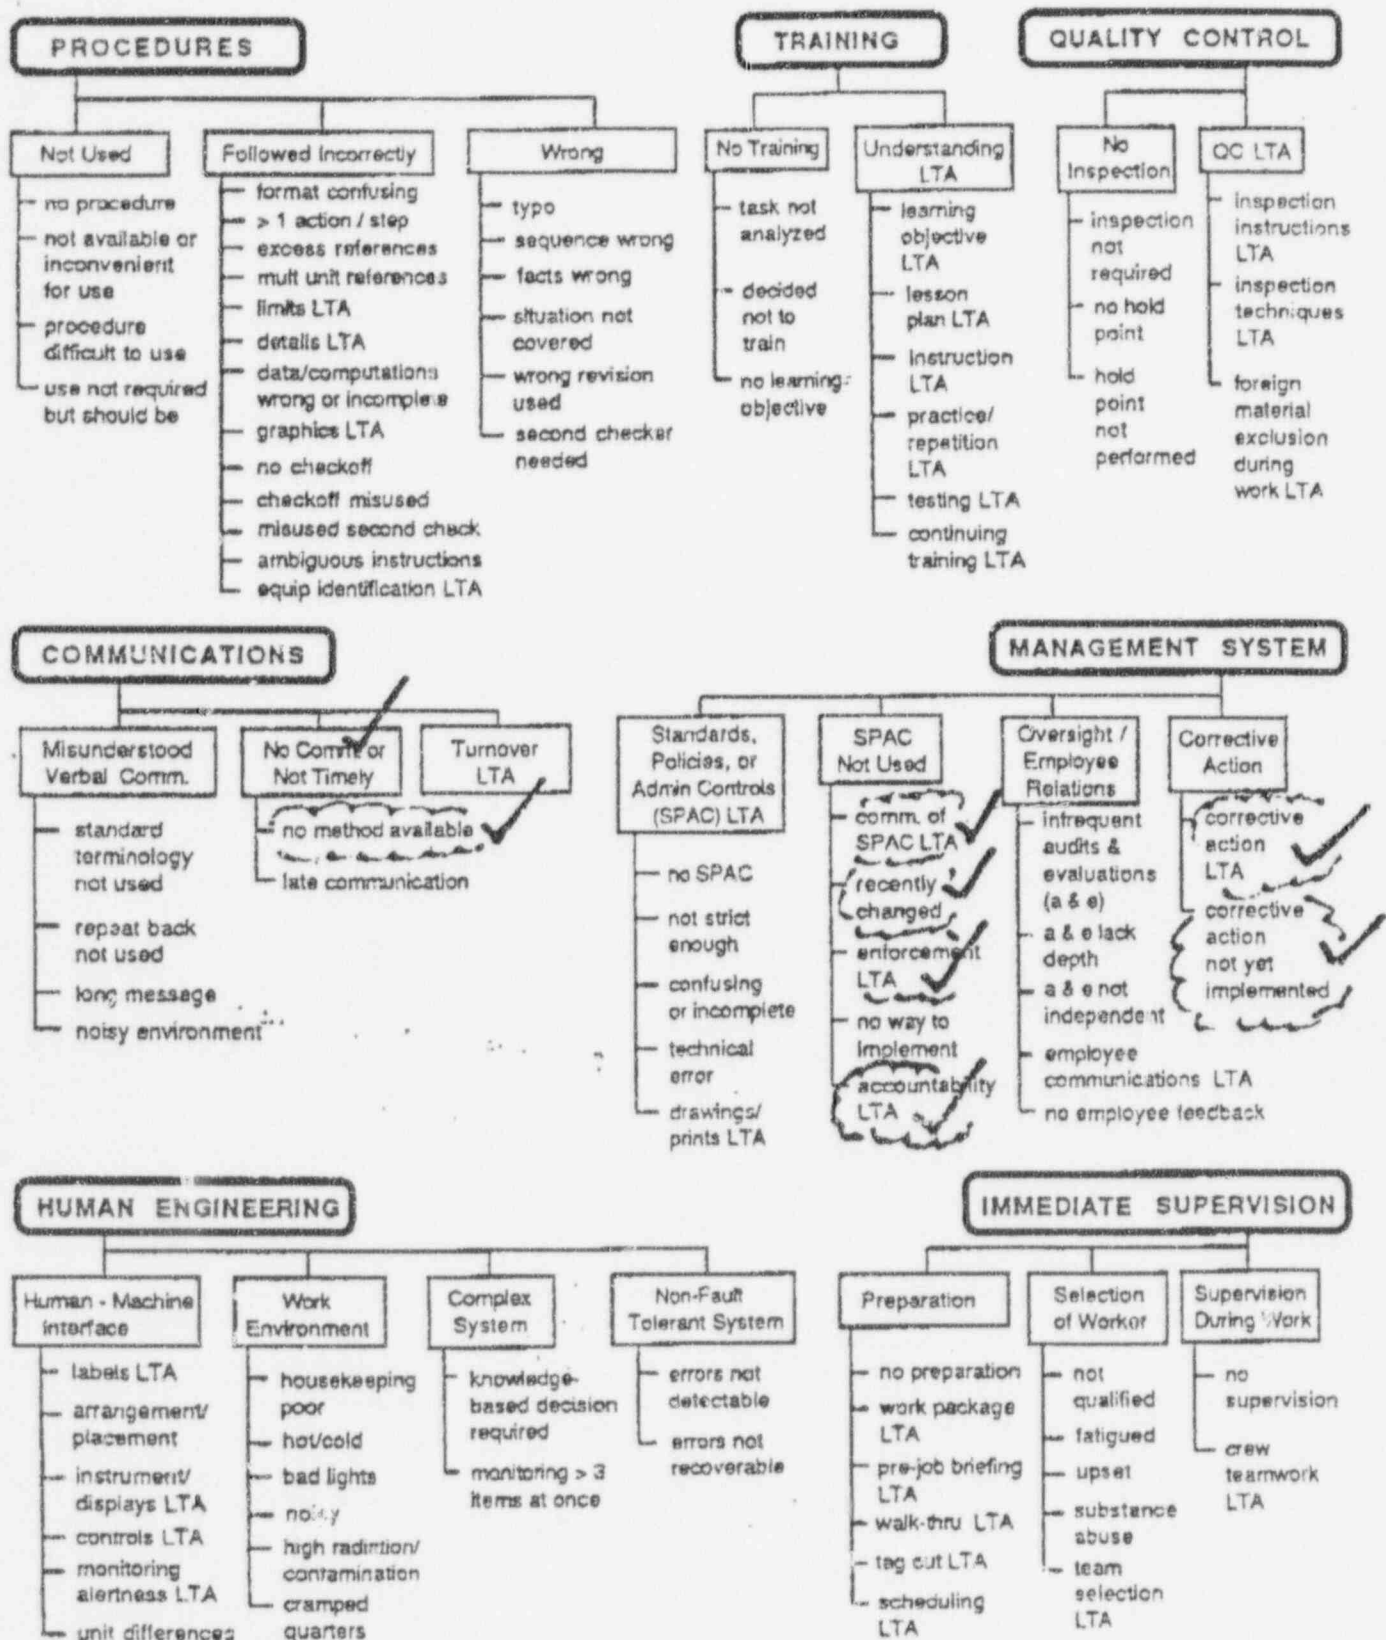 PROCEDURES
Not Used
no procedure
not available or
inconvenient
for use
procedure
difficult to use
use not required
but should be
Followed Incorrectly
format confusing
> 1 action / step
excess references
mult unit references
limits LTA
details LTA
data/computations
wrong or incomplete
graphics LTA
no checkoff
checkoff misused
misused second check
ambiguous instructions
equip identification LTA
Wrong
typo
sequence wrong
facts wrong
situation not
covered
wrong revision
used
second checker
needed
TRAINING
No Training
task not
analyzed
decided
not to
train
no learning
objective
Understanding
LTA
learning
objective
LTA
lesson
plan LTA
instruction
LTA
practice/
repetition
LTA
testing LTA
continuing
training LTA
QUALITY CONTROL
No
Inspection
inspection
not
required
no hold
point
hold
point
not
performed
QC LTA
inspection
instructions
LTA
inspection
techniques
LTA
foreign
material
exclusion
during
work LTA
COMMUNICATIONS
Misunderstood
Verbal Comm.
standard
terminology
not used
repeat back
not used
long message
noisy environment
No Comm. or
Not Timely
no method available
late communication
Turnover
LTA
MANAGEMENT SYSTEM
Standards,
Policies, or
Admin Controls
(SPAC) LTA
no SPAC
not strict
enough
confusing
or incomplete
technical
error
drawings/
prints LTA
SPAC
Not Used
comm. of
SPAC LTA
recently
changed
enforcement
LTA
no way to
implement
accountability
LTA
Oversight /
Employee
Relations
infrequent
audits &
evaluations
(a & e)
a & e lack
depth
a & e not
independent
employee
communications LTA
no employee feedback
Corrective
Action
corrective
action
LTA
corrective
action
not yet
implemented
HUMAN ENGINEERING
Human - Machine
Interface
labels LTA
arrangement/
placement
instrument/
displays LTA
controls LTA
monitoring
alertness LTA
unit differences
Work
Environment
housekeeping
poor
hot/cold
bad lights
noisy
high radiation/
contamination
cramped
quarters
Complex
System
knowledge-
based decision
required
monitoring > 3
items at once
Non-Fault
Tolerant System
errors not
detectable
errors not
recoverable
IMMEDIATE SUPERVISION
Preparation
no preparation
work package
LTA
pre-job briefing
LTA
walk-thru LTA
tag out LTA
scheduling
LTA
Selection
of Worker
not
qualified
fatigued
upset
substance
abuse
team
selection
LTA
Supervision
During Work
no
supervision
crew
teamwork
LTA